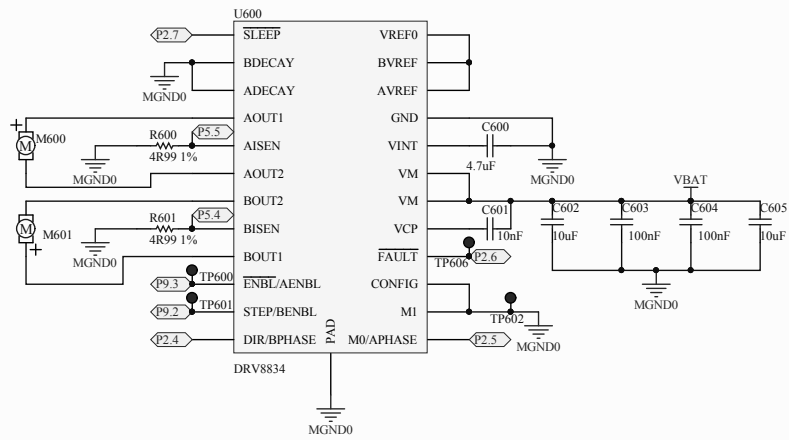 U600
P2.7 SLEEP VREF0
BDECAY BVREF
MGND0 ADECAY AVREF
AOUT1 GND
+ M M600 R600 P5.5 AISEN VINT C600
MGND0 4R99 1% 4.7uF MGND0
AOUT2 VM VBAT
BOUT2 VM
M M601 + R601 P5.4 BISEN VCP C601 C602 C603 C604 C605
MGND0 4R99 1% 10nF 10uF 100nF 100nF 10uF
BOUT1 FAULT TP606 P2.6
P9.3 TP600 ENBL/AENBL CONFIG MGND0
P9.2 TP601 STEP/BENBL M1 TP602
P2.4 DIR/BPHASE PAD M0/APHASE P2.5 MGND0
DRV8834
MGND0